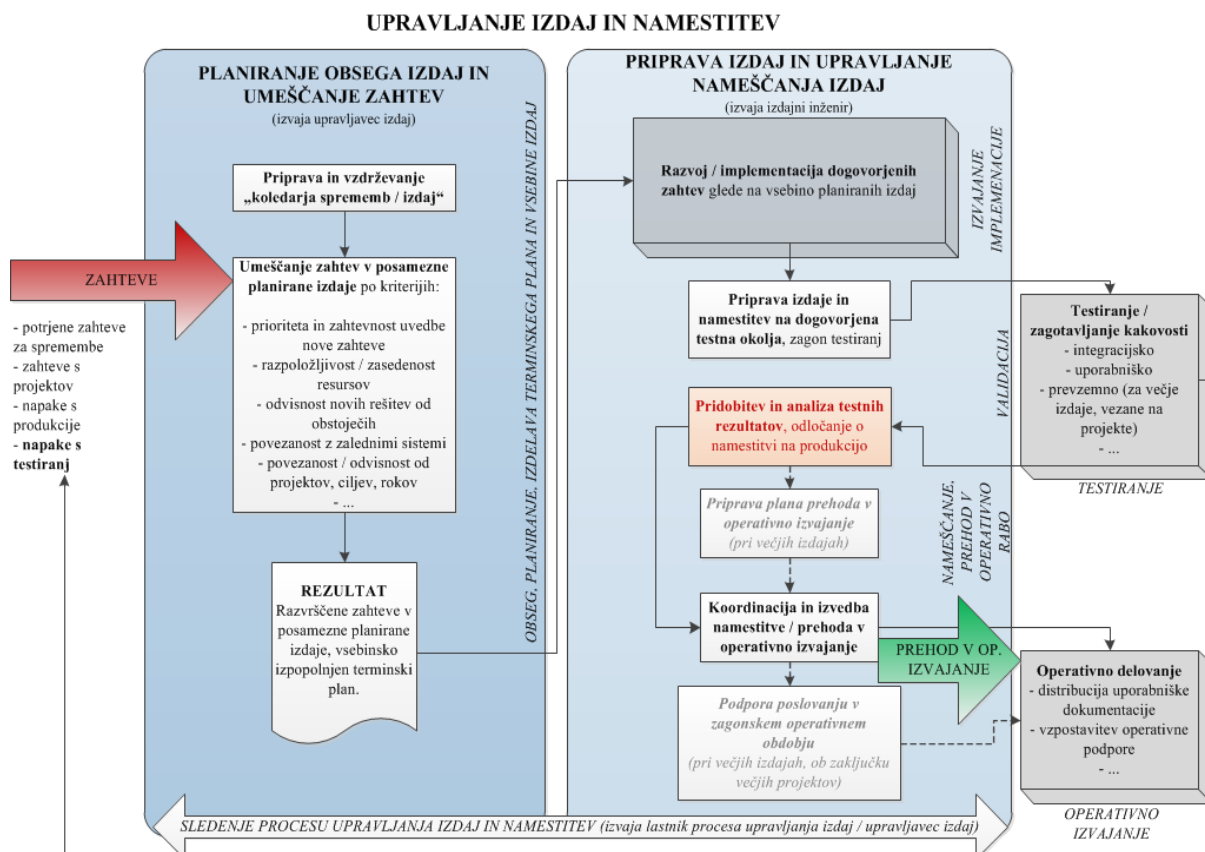 UPRAVLJANJE IZDAJ IN NAMESTITEV
PLANIRANJE OBSEGA IZDAJ IN
UMEŠČANJE ZAHTEV
(izvaja upravljavec izdaj)
Priprava in vzdrževanje
„koledarja sprememb / izdaj“
ZAHTEVE
- potrjene zahteve
za spremembe
- zahteve s
projektov
- napake s
produkcije
- napake s
testiranj
Umeščanje zahtev v posamezne
planirane izdaje po kriterijih:
- prioriteta in zahtevnost uvedbe
nove zahteve
- razpoložljivost / zasedenost
resursov
- odvisnost novih rešitev od
obstoječih
- povezanost z zalednimi sistemi
- povezanost / odvisnost od
projektov, ciljev, rokov
- ...
REZULTAT
Razvrščene zahteve v
posamezne planirane
izdaje, vsebinsko
izpopolnjen terminski
plan.
OBSEG, PLANIRANJE, IZDELAVA TERMINSKEGA PLANA IN VSEBINE IZDAJ
PRIPRAVA IZDAJ IN UPRAVLJANJE
NAMEŠČANJA IZDAJ
(izvaja izdajni inženir)
Razvoj / implementacija dogovorjenih
zahtev glede na vsebino planiranih izdaj
IZVAJANJE
IMPLEMENACIJE
Priprava izdaje in
namestitev na dogovorjena
testna okolja, zagon testiranj
VALIDACIJA
Testiranje /
zagotavljanje kakovosti
- integracijsko
- uporabniško
- prevzemno (za večje
izdaje, vezane na
projekte)
- ...
TESTIRANJE
Pridobitev in analiza testnih
rezultatov, odločanje o
namestitvi na produkcijo
Priprava plana prehoda v
operativno izvajanje
(pri večjih izdajah)
NAMEŠČANJE,
PREHOD V
OPERATIVNO
RABO
Koordinacija in izvedba
namestitve / prehoda v
operativno izvajanje
PREHOD V OP.
IZVAJANJE
Operativno delovanje
- distribucija uporabniške
dokumentacije
- vzpostavitev operativne
podpore
- ...
OPERATIVNO
IZVAJANJE
Podpora poslovanju v
zagonskem operativnem
obdobju
(pri večjih izdajah, ob zaključku
večjih projektov)
SLEDENJE PROCESU UPRAVLJANJA IZDAJ IN NAMESTITEV (izvaja lastnik procesa upravljanja izdaj / upravljavec izdaj)